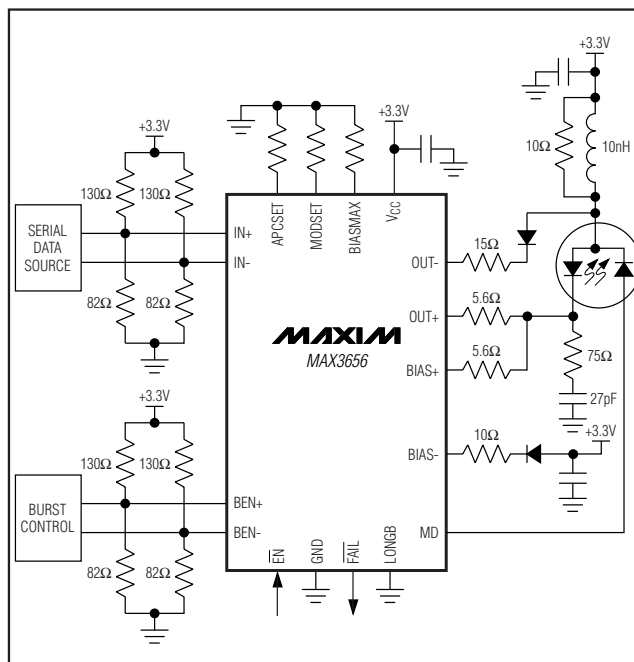 +3.3V
+3.3V
+3.3V
10Ω
10nH
130Ω
130Ω
APCSET
MODSET
BIASMAX
VCC
SERIAL
DATA
SOURCE
IN+
IN-
82Ω
82Ω
OUT-
15Ω
OUT+
5.6Ω
BIAS+
5.6Ω
75Ω
27pF
MAXIM
MAX3656
+3.3V
+3.3V
130Ω
130Ω
BIAS-
10Ω
BURST
CONTROL
BEN+
BEN-
MD
82Ω
82Ω
EN
GND
FAIL
LONGB